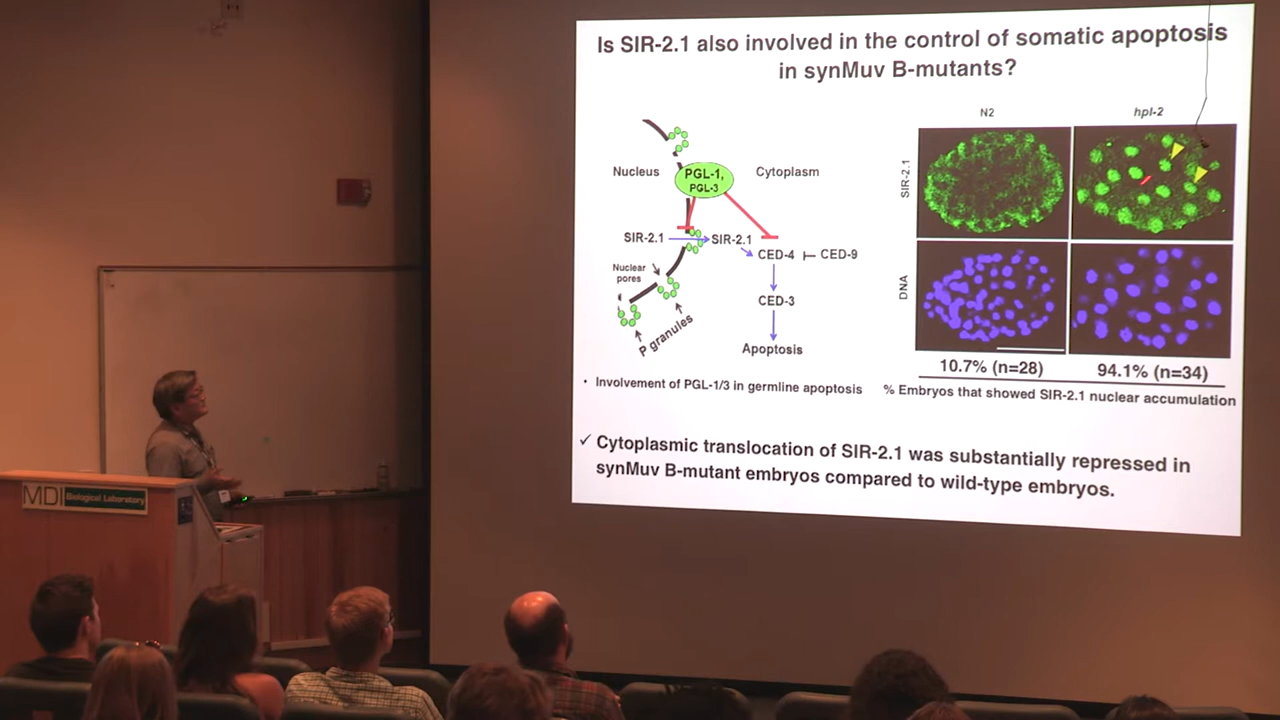 Is SIR-2.1 also involved in the control of somatic apoptosis
in synMuv B-mutants?
N2
hpl-2
Nucleus
PGL-1,
PGL-3
Cytoplasm
SIR-2.1
SIR-2.1
SIR-2.1
CED-4
CED-9
Nuclear
pores
CED-3
P granules
Apoptosis
DNA
10.7% (n=28)
94.1% (n=34)
• Involvement of PGL-1/3 in germline apoptosis
% Embryos that showed SIR-2.1 nuclear accumulation
✓ Cytoplasmic translocation of SIR-2.1 was substantially repressed in
synMuv B-mutant embryos compared to wild-type embryos.
MDI Biological Laboratory